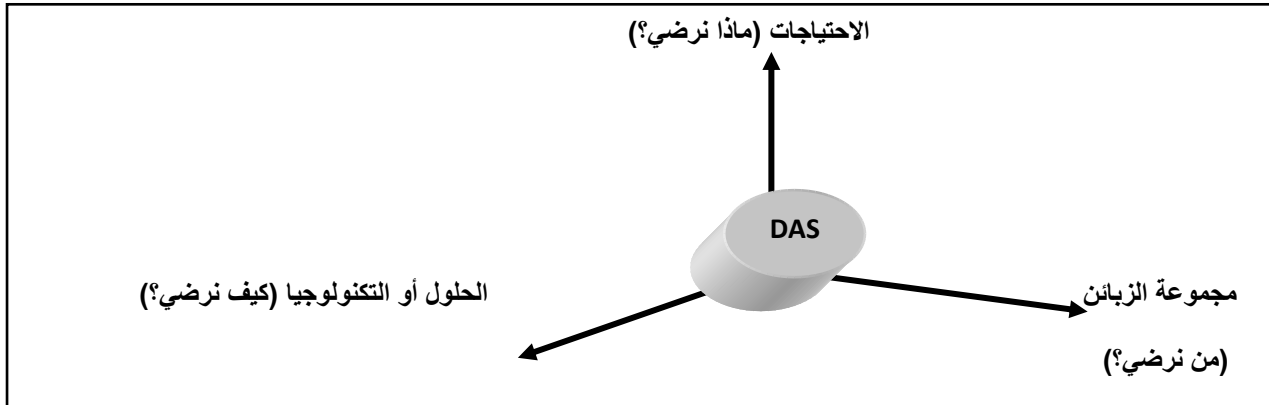 الاحتياجات (ماذا نرضي؟)
DAS
مجموعة الزبائن
(من نرضي؟)
الحلول أو التكنولوجيا (كيف نرضي؟)